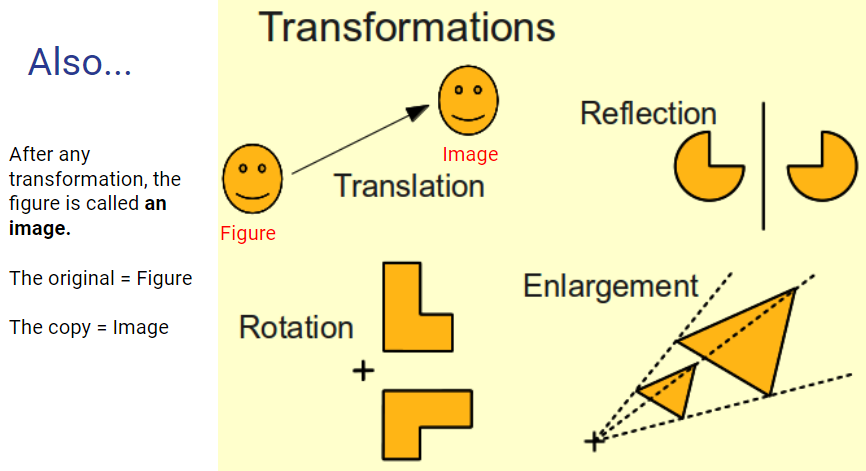 Also...
After any
transformation, the
figure is called an
image.
The original = Figure
The copy = Image
Transformations
Image
Translation
Figure
Reflection
Rotation
Enlargement